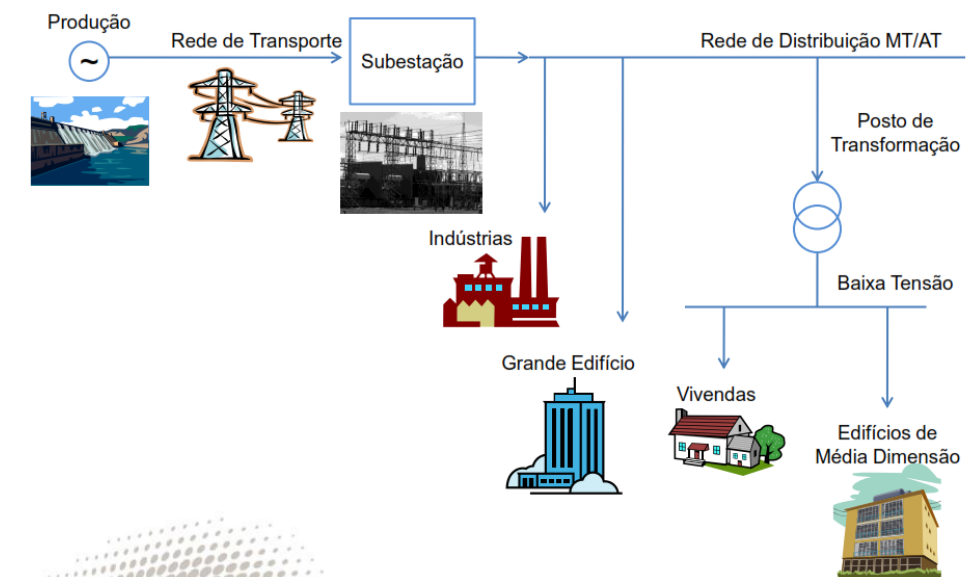 Produção
~
Rede de Transporte
Subestação
Rede de Distribuição MT/AT
Posto de
Transformação
Indústrias
Baixa Tensão
Grande Edifício
Vivendas
Edifícios de
Média Dimensão